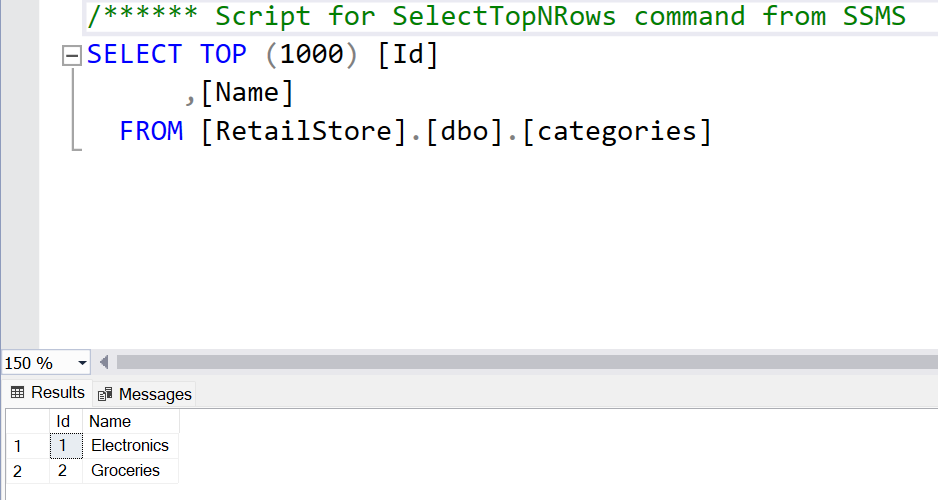 /****** Script for SelectTopNRows command from SSMS
SELECT TOP (1000) [Id]
,[Name]
FROM [RetailStore].[dbo].[categories]
150 %
Results Messages
Id Name
1 1 Electronics
2 2 Groceries